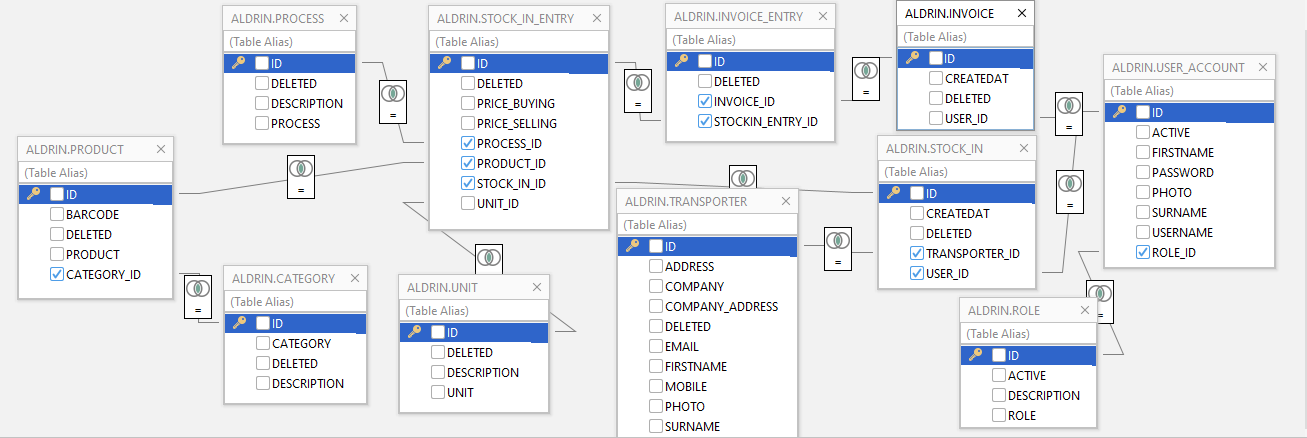 ALDRIN.PROCESS
(Table Alias)
ID
DELETED
DESCRIPTION
PROCESS
ALDRIN.STOCK_IN_ENTRY
(Table Alias)
ID
DELETED
PRICE_BUYING
PRICE_SELLING
PROCESS_ID
PRODUCT_ID
STOCK_IN_ID
UNIT_ID
ALDRIN.INVOICE_ENTRY
(Table Alias)
ID
DELETED
INVOICE_ID
STOCKIN_ENTRY_ID
ALDRIN.INVOICE
(Table Alias)
ID
CREATEDAT
DELETED
USER_ID
ALDRIN.USER_ACCOUNT
(Table Alias)
ID
ACTIVE
FIRSTNAME
PASSWORD
PHOTO
SURNAME
USERNAME
ROLE_ID
ALDRIN.PRODUCT
(Table Alias)
ID
BARCODE
DELETED
PRODUCT
CATEGORY_ID
ALDRIN.STOCK_IN
(Table Alias)
ID
CREATEDAT
DELETED
TRANSPORTER_ID
USER_ID
ALDRIN.TRANSPORTER
(Table Alias)
ID
ADDRESS
COMPANY
COMPANY_ADDRESS
DELETED
EMAIL
FIRSTNAME
MOBILE
PHOTO
SURNAME
ALDRIN.CATEGORY
(Table Alias)
ID
CATEGORY
DELETED
DESCRIPTION
ALDRIN.UNIT
(Table Alias)
ID
DELETED
DESCRIPTION
UNIT
ALDRIN.ROLE
(Table Alias)
ID
ACTIVE
DESCRIPTION
ROLE
=
=
=
=
=
=
=
=
=